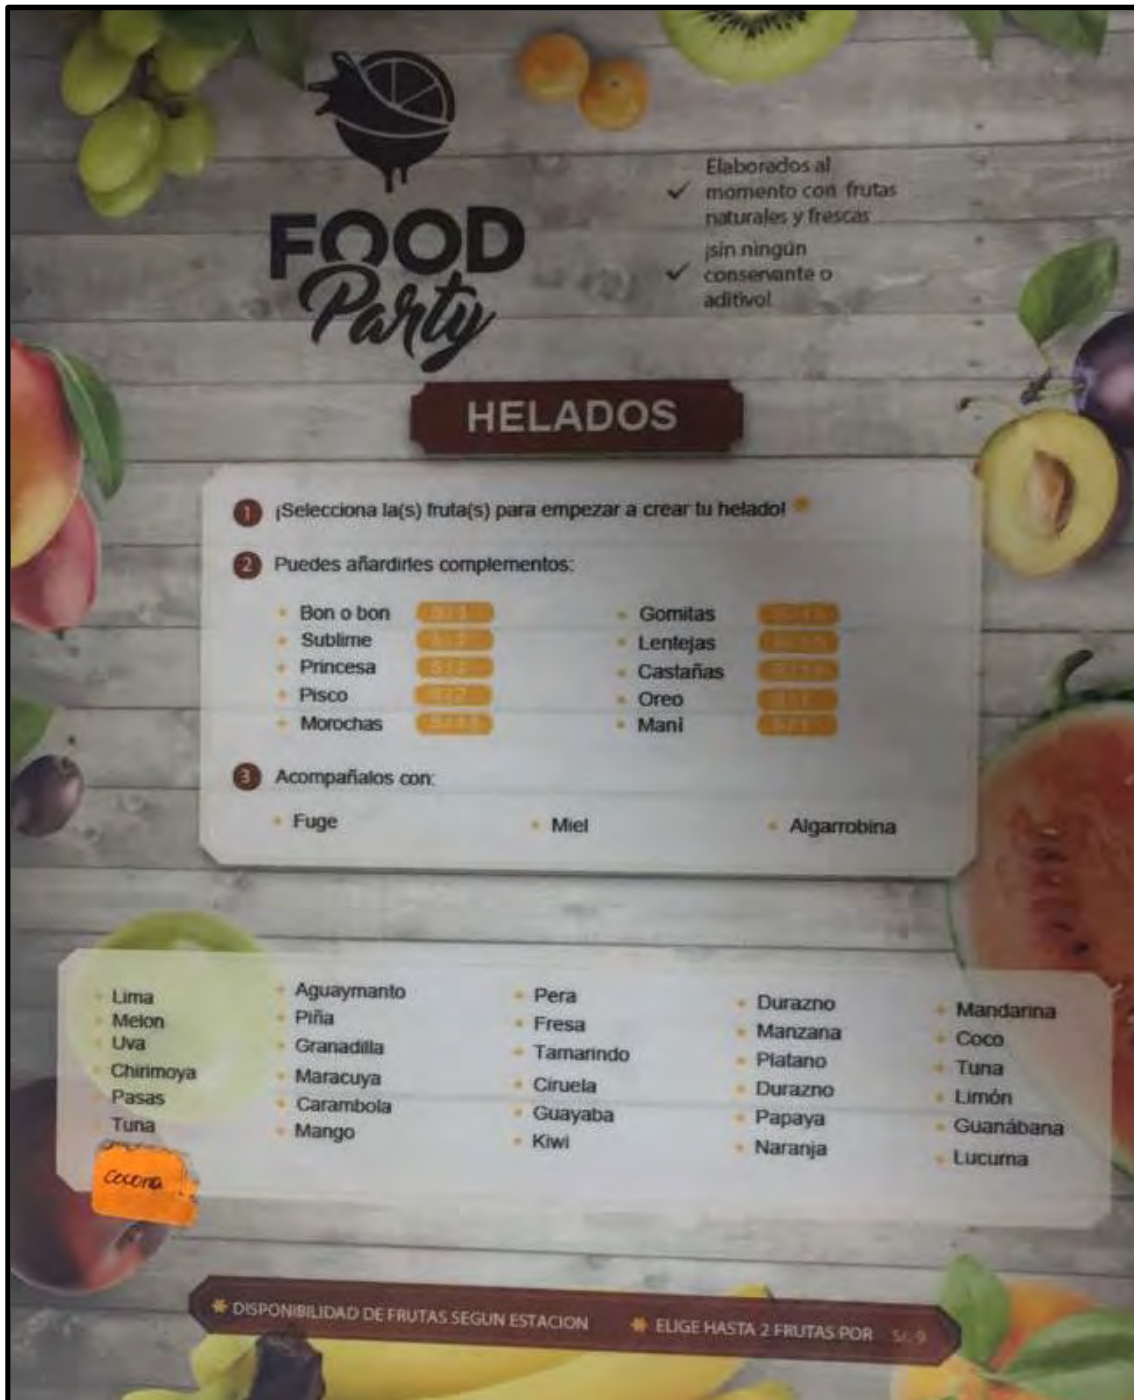 FOOD
Party
Elaborados al
momento con frutas
naturales y frescas
¡sin ningún
conservante o
aditivo!
HELADOS
1 ¡Selecciona la(s) fruta(s) para empezar a crear tu helado!
2 Puedes añardirles complementos:
Bon o bon
Sublime
Princesa
Pisco
Morochas
Gomitas
Lentejas
Castañas
Oreo
Mani
3 Acompañalos con:
Fuge
Miel
Algarrobina
Lima
Melon
Uva
Chirimoya
Pasas
Tuna
cocona
Aguaymanto
Piña
Granadilla
Maracuya
Carambola
Mango
Pera
Fresa
Tamarindo
Ciruela
Guayaba
Kiwi
Durazno
Manzana
Platano
Durazno
Papaya
Naranja
Mandarina
Coco
Tuna
Limón
Guanábana
Lucuma
DISPONIBILIDAD DE FRUTAS SEGUN ESTACION
ELIGE HASTA 2 FRUTAS POR S/. 9